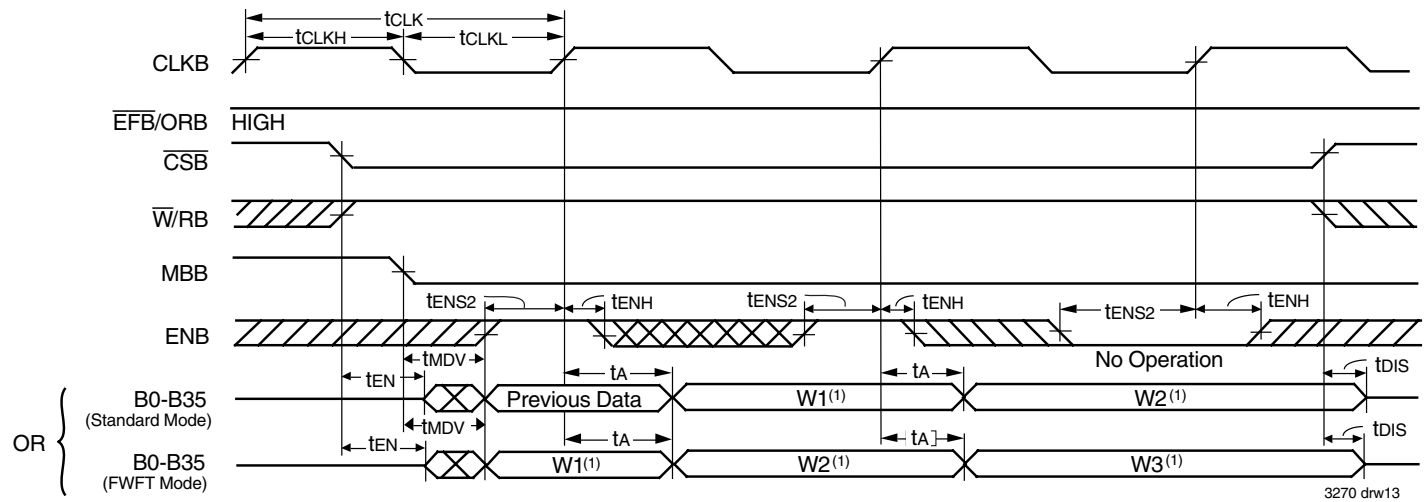 tCLK
tCLKH tCLKL
CLKB
EFB/ORB HIGH
CSB
W/RB
MBB
tENS2 tENH tENS2 tENH tENS2 tENH
ENB
No Operation
tMDV
tEN tA tA tDIS
B0-B35 Previous Data W1(1) W2(1)
(Standard Mode)
OR
tMDV
tEN tA tA tDIS
B0-B35 W1(1) W2(1) W3(1)
(FWFT Mode)
3270 drw13